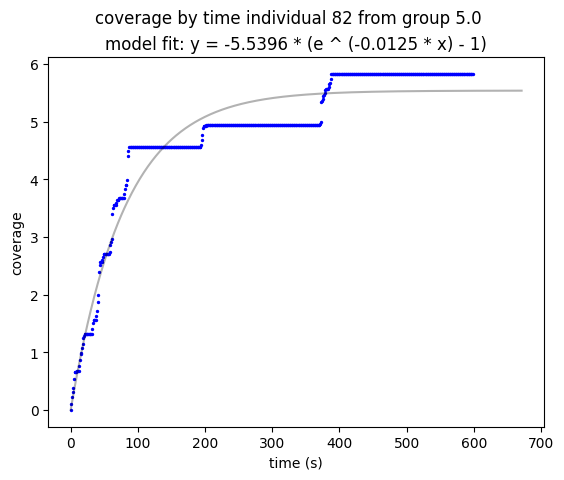 coverage by time individual 82 from group 5.0
model fit: y = -5.5396 * (e ^ (-0.0125 * x) - 1)
6
5
4
3
2
1
0
coverage
0 100 200 300 400 500 600 700
time (s)